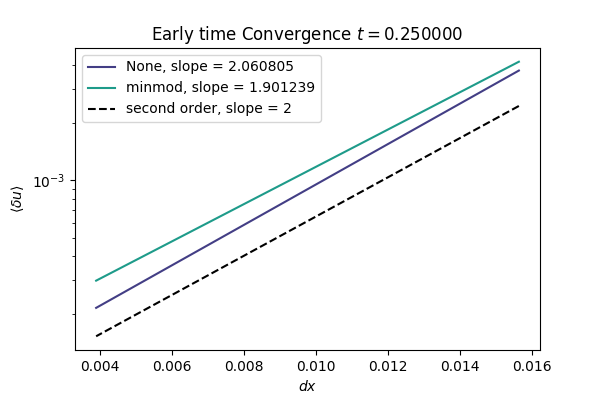 Early time Convergence t = 0.250000
None, slope = 2.060805
minmod, slope = 1.901239
second order, slope = 2
10⁻³
⟨δu⟩
0.004 0.006 0.008 0.010 0.012 0.014 0.016
dx